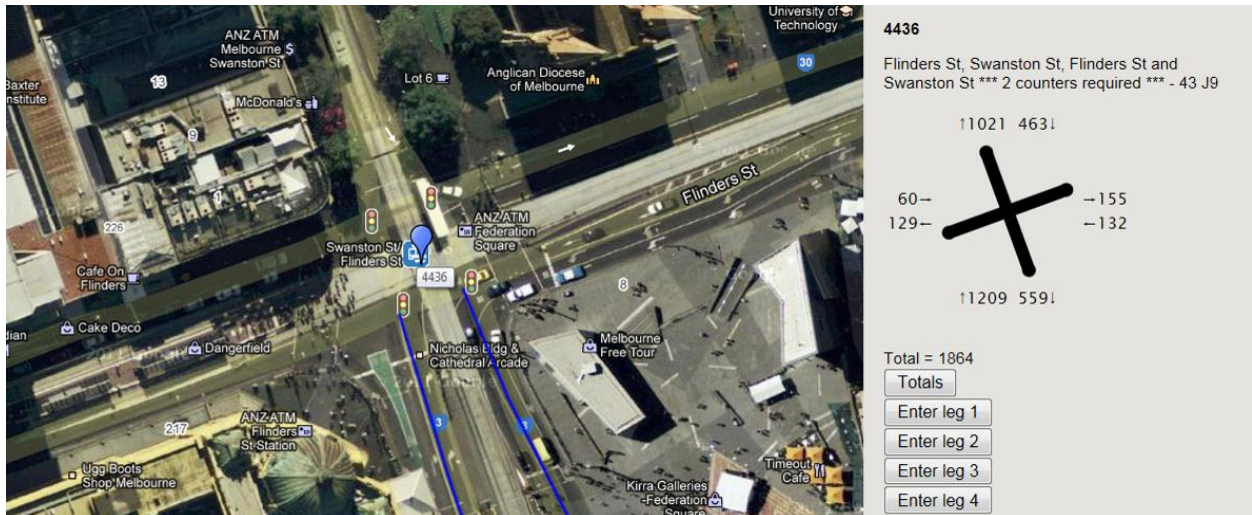 University of
Technology
ANZ ATM
Melbourne
Swanston St
30
Lot 6
Anglican Diocese
of Melbourne
Baxter
nstitute
13
McDonald's
9
1
Flinders St
226
ANZ ATM
Federation
Square
Swanston St/
Flinders St
4436
Cafe On
Flinders
8
dian
Cake Deco
Dangerfield
Nicholas Bldg &
Cathedral Arcade
Melbourne
Free Tour
3
3
217
ANZ ATM
Flinders
St Station
Ugg Boots
Shop Melbourne
Timeout
Cafe
Kirra Galleries
-Federation
Square
4436
Flinders St, Swanston St, Flinders St and
Swanston St *** 2 counters required *** - 43 J9
↑1021 463↓
60→ →155
129← ←132
↑1209 559↓
Total = 1864
Totals
Enter leg 1
Enter leg 2
Enter leg 3
Enter leg 4